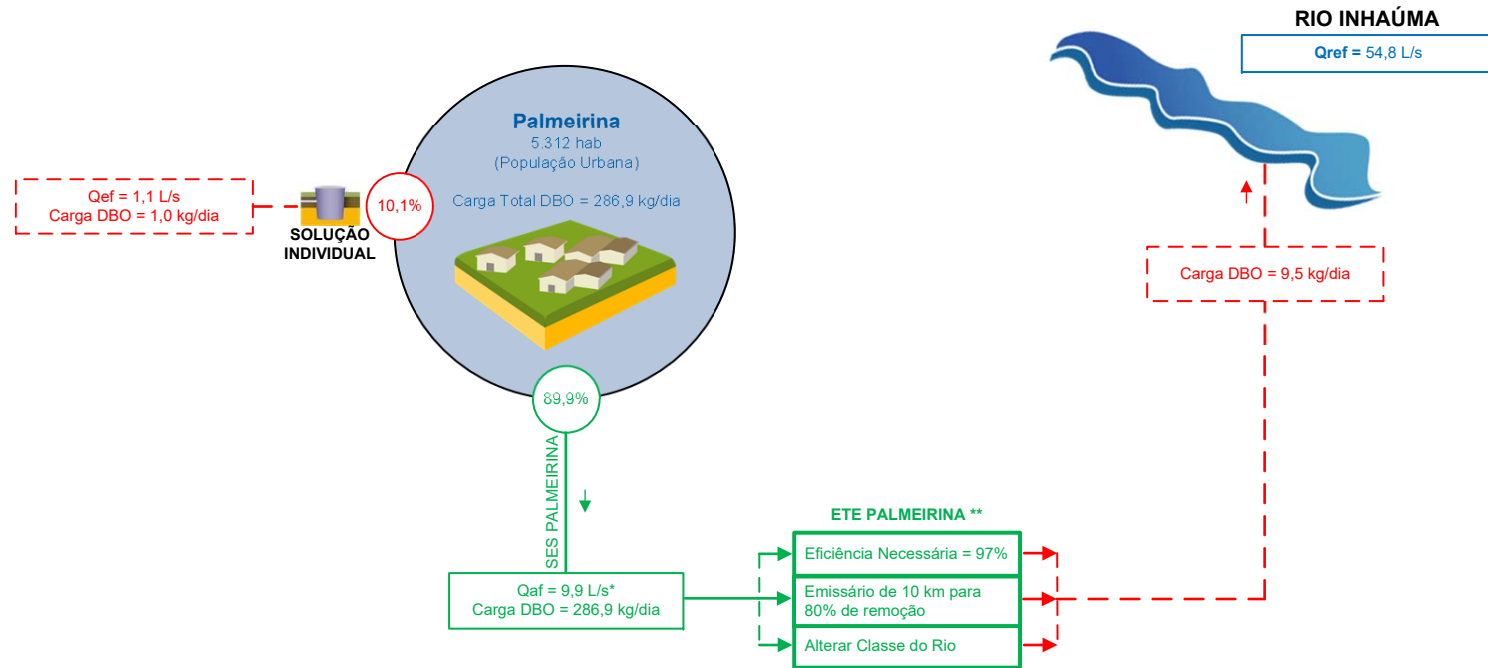 RIO INHAÚMA
Qref = 54,8 L/s
Palmeirina
5.312 hab
(População Urbana)
Carga Total DBO = 286,9 kg/dia
Qef = 1,1 L/s
Carga DBO = 1,0 kg/dia
10,1%
SOLUÇÃO
INDIVIDUAL
Carga DBO = 9,5 kg/dia
89,9%
SES PALMEIRINA
ETE PALMEIRINA **
Eficiência Necessária = 97%
Qaf = 9,9 L/s*
Carga DBO = 286,9 kg/dia
Emissário de 10 km para
80% de remoção
Alterar Classe do Rio